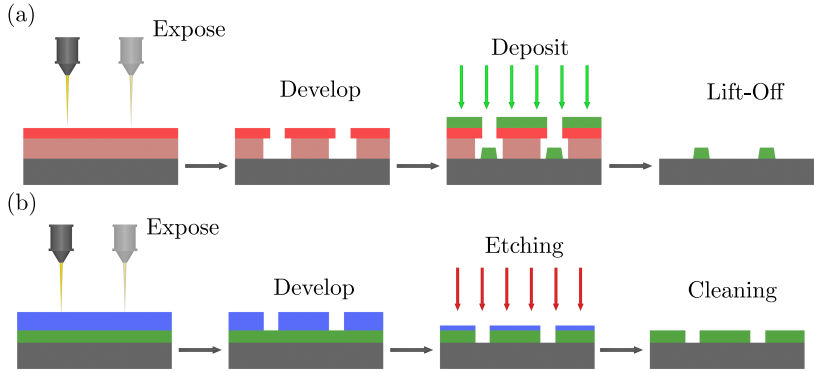 (a)
Expose
Develop
Deposit
Lift-Off
(b)
Expose
Develop
Etching
Cleaning